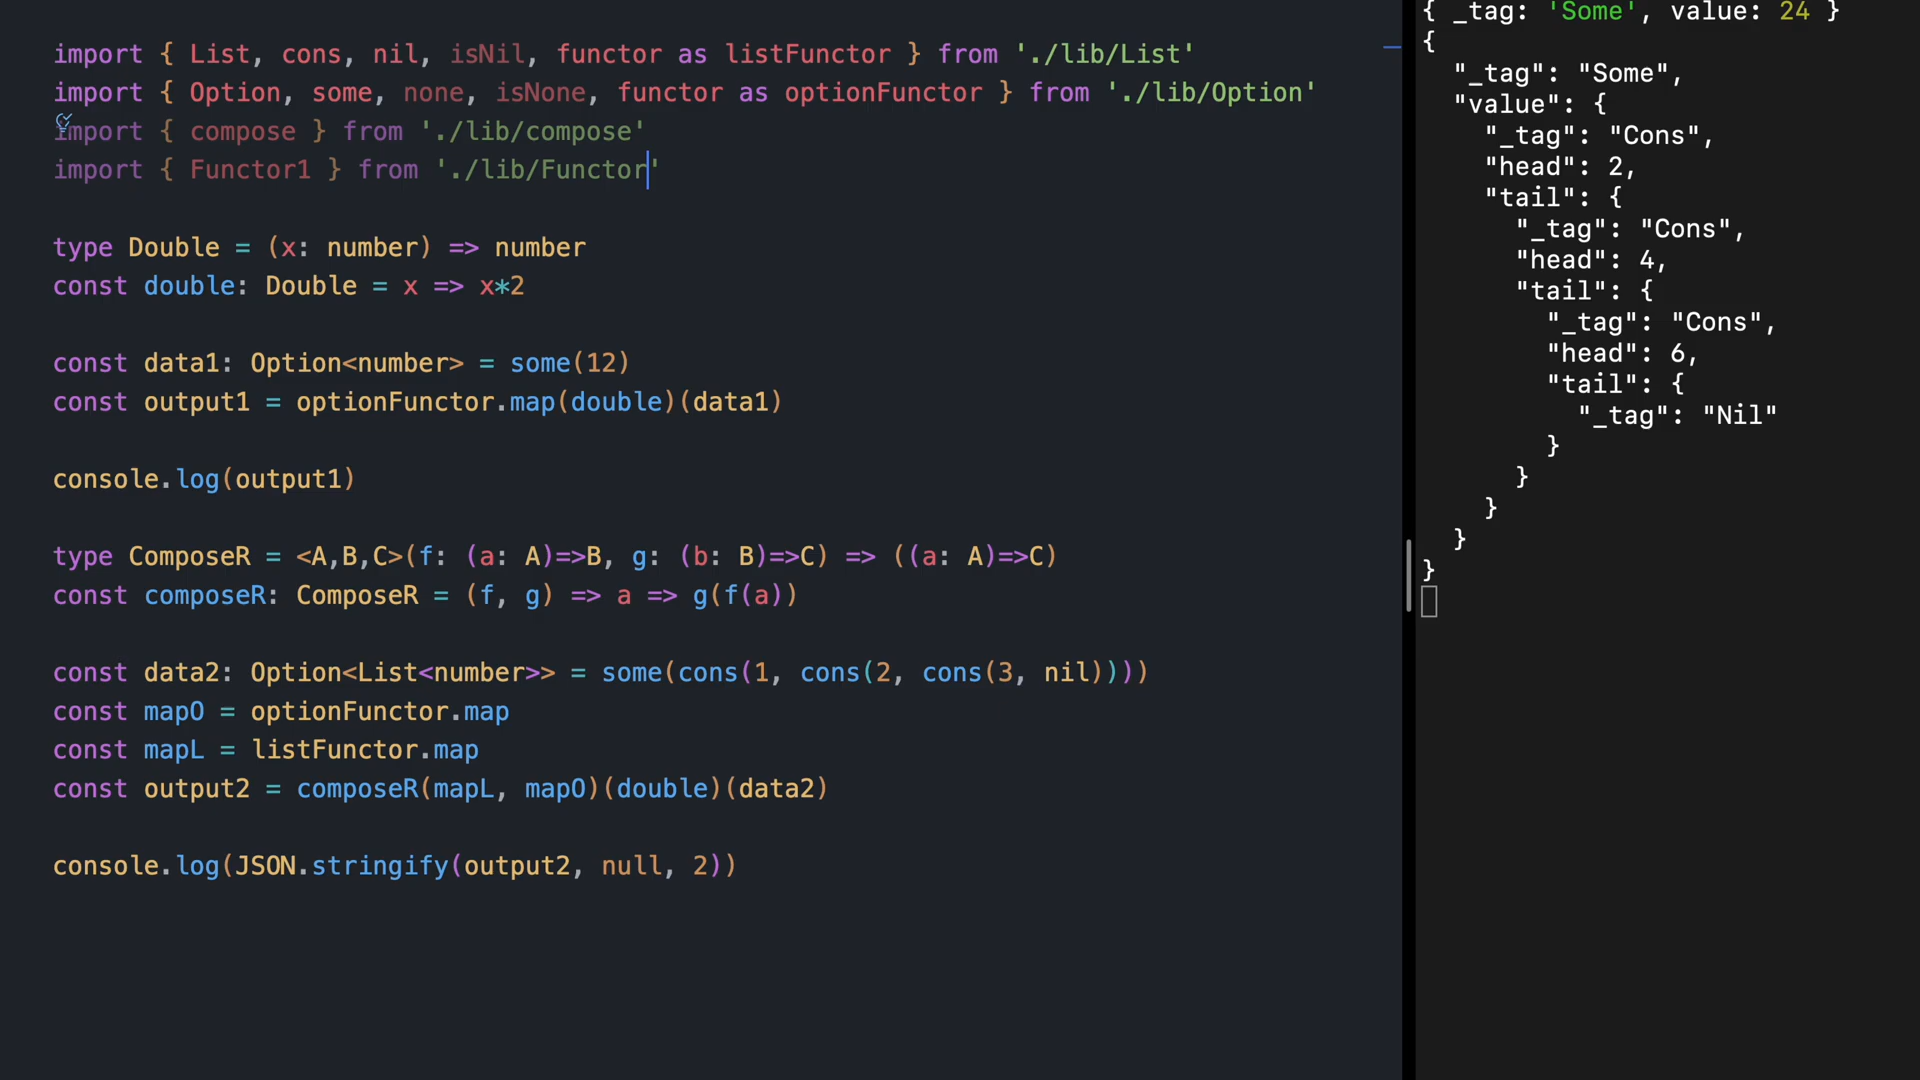 import { List, cons, nil, isNil, functor as listFunctor } from './lib/List'
import { Option, some, none, isNone, functor as optionFunctor } from './lib/Option'
import { compose } from './lib/compose'
import { Functor1 } from './lib/Functor'
type Double = (x: number) => number
const double: Double = x => x*2
const data1: Option<number> = some(12)
const output1 = optionFunctor.map(double)(data1)
console.log(output1)
type ComposeR = <A,B,C>(f: (a: A)=>B, g: (b: B)=>C) => ((a: A)=>C)
const composeR: ComposeR = (f, g) => a => g(f(a))
const data2: Option<List<number>> = some(cons(1, cons(2, cons(3, nil))))
const mapO = optionFunctor.map
const mapL = listFunctor.map
const output2 = composeR(mapL, mapO)(double)(data2)
console.log(JSON.stringify(output2, null, 2))
{ _tag: 'Some', value: 24 }
{
  "_tag": "Some",
  "value": {
    "_tag": "Cons",
    "head": 2,
    "tail": {
      "_tag": "Cons",
      "head": 4,
      "tail": {
        "_tag": "Cons",
        "head": 6,
        "tail": {
          "_tag": "Nil"
        }
      }
    }
  }
}